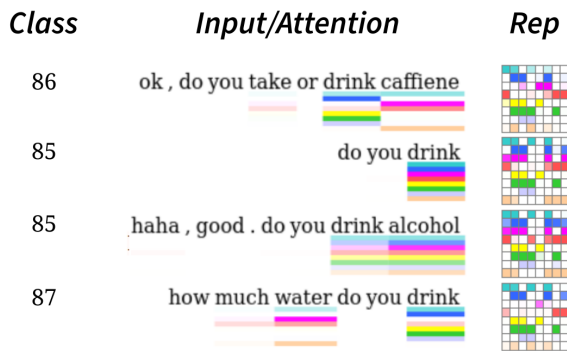 Class Input/Attention Rep
86 ok , do you take or drink caffiene
85 do you drink
85 haha , good . do you drink alcohol
87 how much water do you drink